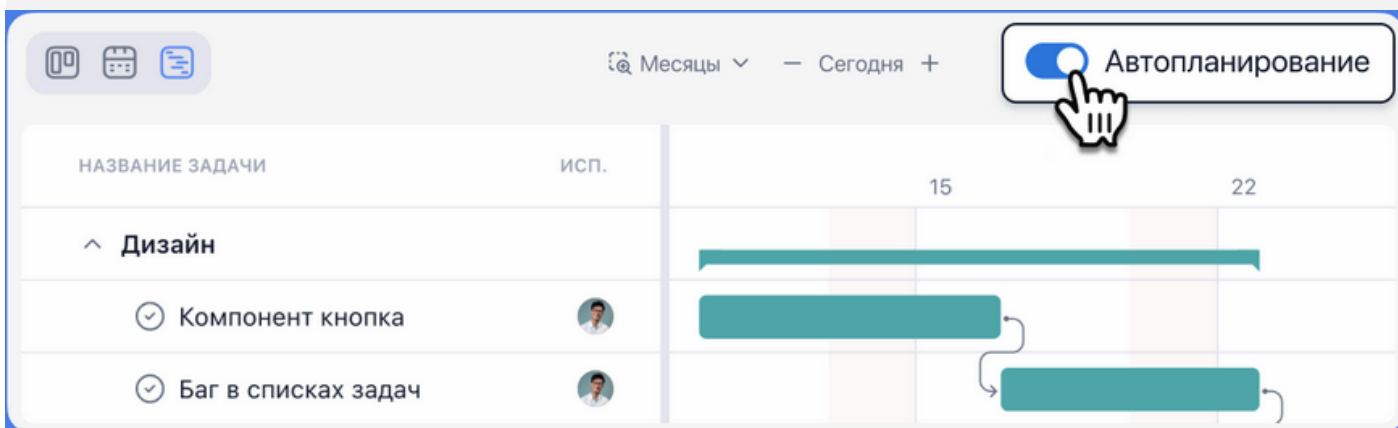 Месяцы
Сегодня
Автопланирование
НАЗВАНИЕ ЗАДАЧИ
ИСП.
15
22
Дизайн
Компонент кнопка
Баг в списках задач